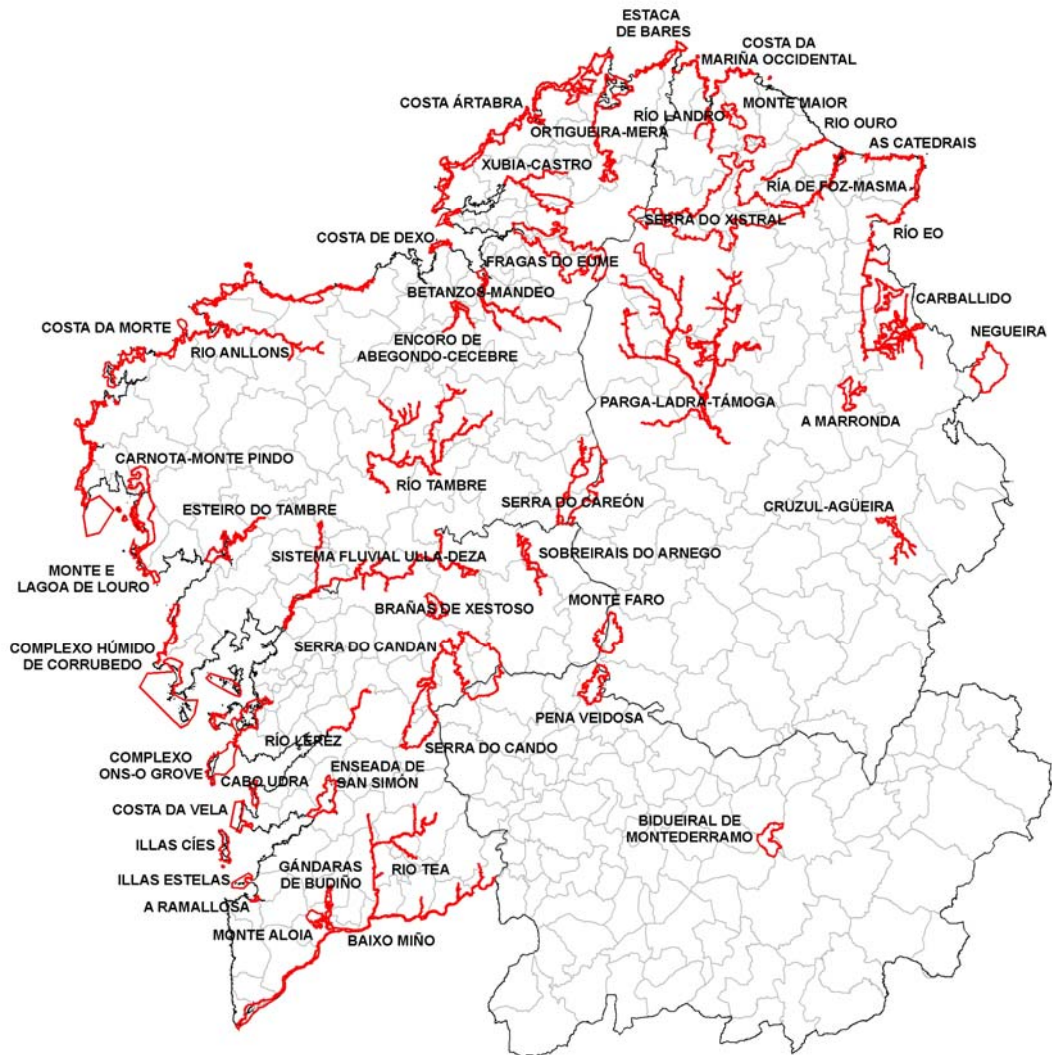 ESTACA
DE BARES
COSTA DA
MARIÑA OCCIDENTAL
COSTA ÁRTABRA
RÍO LANDRO
MONTE MAIOR
RIO OURO
ORTIGUEIRA-MERA
AS CATEDRAIS
XUBIA-CASTRO
RÍA DE FOZ-MASMA
SERRA DO XISTRAL
RÍO EO
COSTA DE DEXO
FRAGAS DO EUME
BETANZOS-MANDEO
CARBALLIDO
COSTA DA MORTE
NEGUEIRA
RIO ANLLONS
ENCORO DE
ABEGONDO-CECEBRE
PARGA-LADRA-TÁMOGA
A MARRONDA
CARNOTA-MONTE PINDO
RÍO TAMBRE
SERRA DO CAREÓN
CRUZUL-AGÜEIRA
ESTEIRO DO TAMBRE
SISTEMA FLUVIAL ULLA-DEZA
SOBREIRAIS DO ARNEGO
MONTE E
LAGOA DE LOURO
BRAÑAS DE XESTOSO
MONTE FARO
COMPLEXO HÚMIDO
DE CORRUBEDO
SERRA DO CANDAN
PENA VEIDOSA
RÍO LEREZ
SERRA DO CANDO
COMPLEXO
ONS-O GROVE
CABO UDRA
ENSEADA DE
SAN SIMÓN
COSTA DA VELA
BIDUEIRAL DE
MONTEDERRAMO
ILLAS CÍES
GÁNDARAS
DE BUDIÑO
RIO TEA
ILLAS ESTELAS
A RAMALLOSA
MONTE ALOIA
BAIXO MIÑO